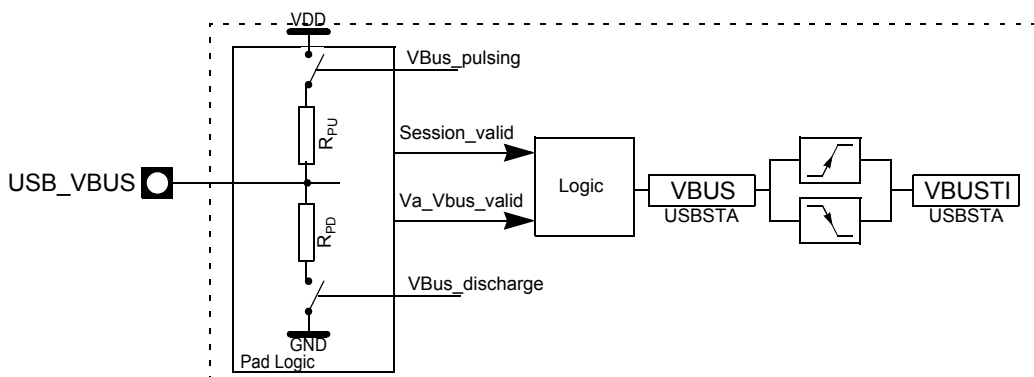 VDD
VBus_pulsing
RPU
Session_valid
USB_VBUS
Logic
VBUS
USBSTA
VBUSTI
USBSTA
Va_Vbus_valid
RPD
VBus_discharge
GND
Pad Logic